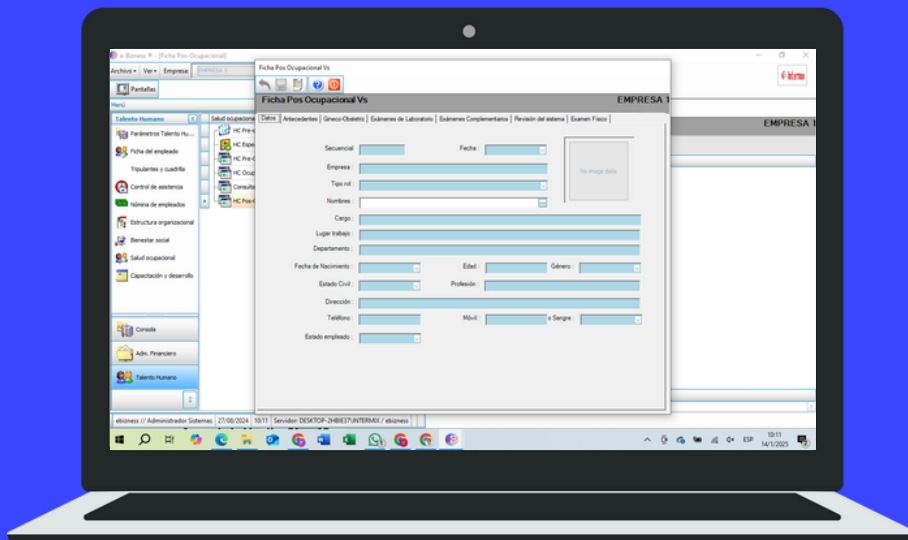 e-Bizness ® - [Ficha Pos-Ocupacional]
Archivo Ver Empresa: EMPRESA 1
Pantallas
Menú
Talento Humano
Parámetros Talento Hu...
Ficha del empleado
Tripulantes y cuadrilla
Control de asistencia
Nómina de empleados
Estructura organizacional
Bienestar social
Salud ocupacional
Capacitación y desarrollo
Consola
Adm. Financiero
Talento Humano
Salud ocupaciona
HC Pre-o
HC Espe
HC Pre-O
HC Ocup
Consulta
HC Pos-O
Ficha Pos Ocupacional Vs
Ficha Pos Ocupacional Vs EMPRESA 1
Datos Antecedentes Gineco-Obstetric Exámenes de Laboratorio Exámenes Complementarios Revisión del sistema Examen Físico
Secuencial Fecha :
Empresa :
Tipo rol :
Nombres :
No image data
Cargo :
Lugar trabajo :
Departamento :
Fecha de Nacimiento : Edad : Género :
Estado Civil : Profesión :
Dirección :
Teléfono : Móvil : o Sangre :
Estado empleado :
EMPRESA 1
ebizness // Administrador Sistemas 27/08/2024 10/11 Servidor: DESKTOP-2HBIE37\INTERMIX / ebizness
ESP
10:11
14/1/2025